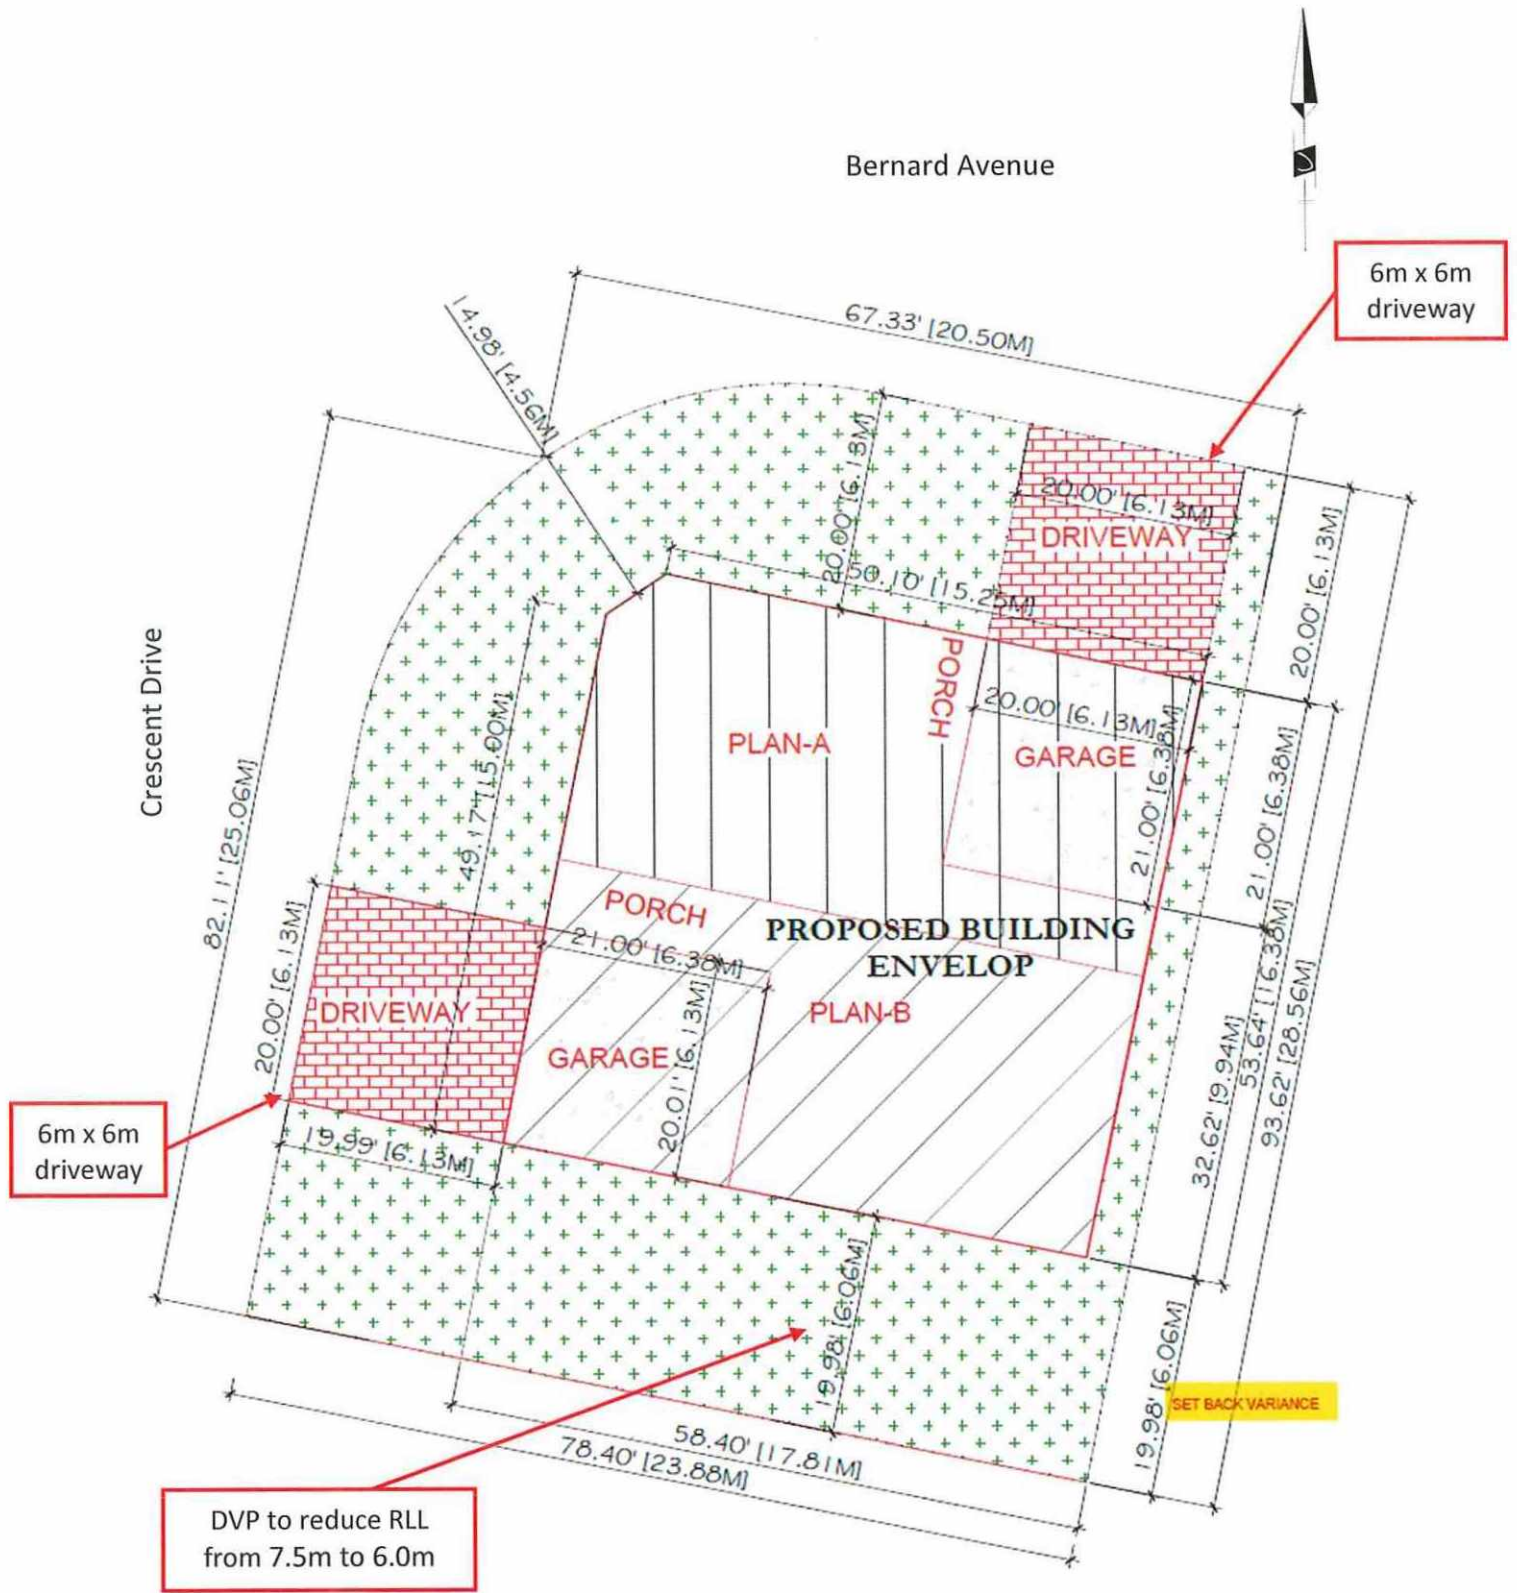 Bernard Avenue
6m x 6m
driveway
67.33' [20.50M]
14.98' [4.56M]
20.00' [6.13M]
20.00' [6.13M]
DRIVEWAY
20.00' [6.13M]
50.10' [15.25M]
Crescent Drive
PORCH
20.00' [6.13M]
PLAN-A
GARAGE
49.17' [15.00M]
21.00' [6.38M]
21.00' [6.38M]
82.11' [25.06M]
PORCH
PROPOSED BUILDING
ENVELOP
21.00' [6.38M]
20.00' [6.13M]
DRIVEWAY
PLAN-B
GARAGE
20.01' [6.13M]
32.62' [9.94M]
53.64' [16.38M]
93.62' [28.56M]
6m x 6m
driveway
19.99' [6.13M]
19.98' [6.06M]
19.98' [6.06M]
SET BACK VARIANCE
58.40' [17.81M]
78.40' [23.88M]
DVP to reduce RLL
from 7.5m to 6.0m